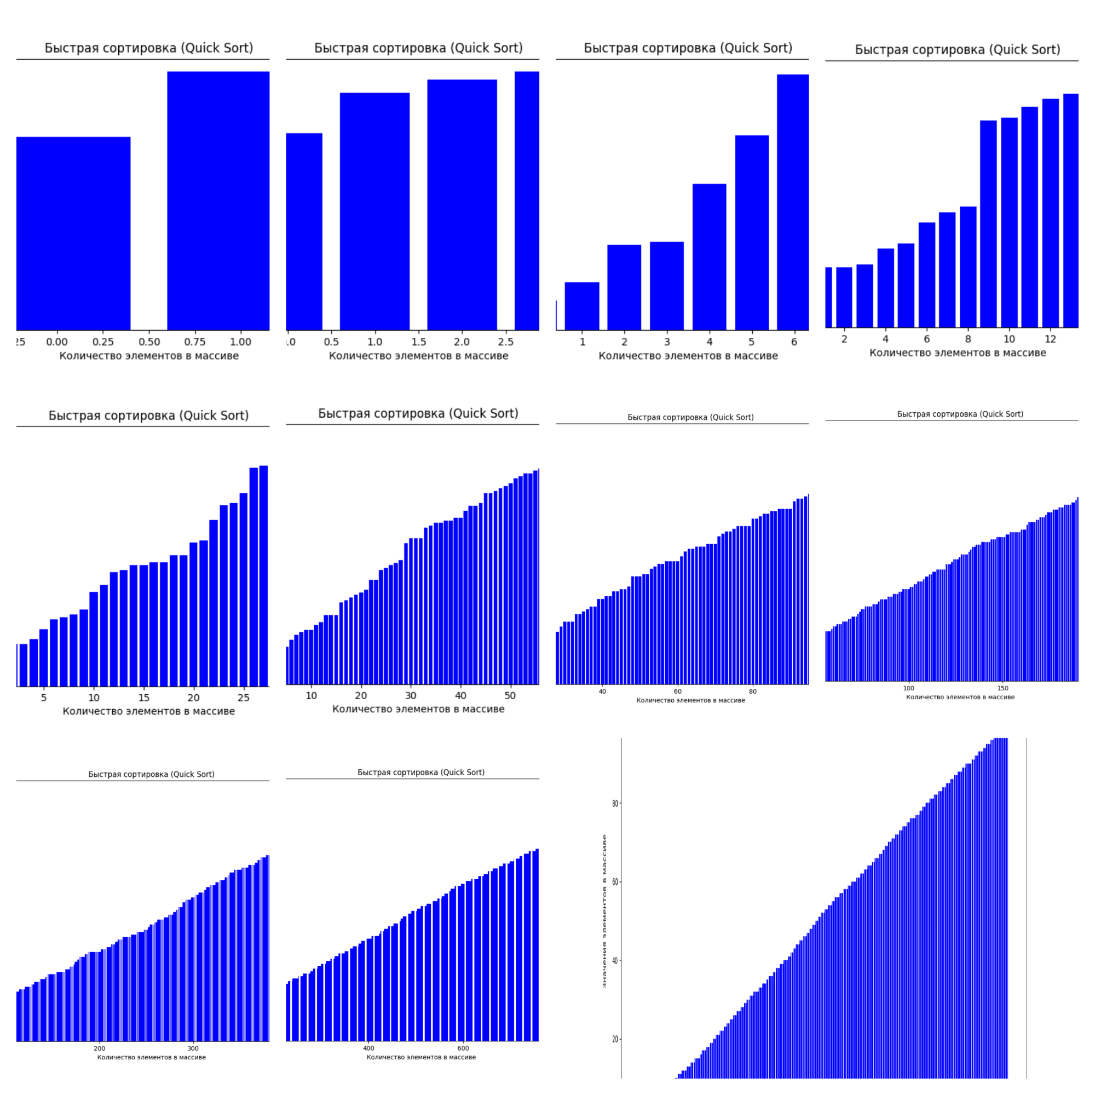 Быстрая сортировка (Quick Sort)
25 0.00 0.25 0.50 0.75 1.00
Количество элементов в массиве
Быстрая сортировка (Quick Sort)
.0 0.5 1.0 1.5 2.0 2.5
Количество элементов в массиве
Быстрая сортировка (Quick Sort)
1 2 3 4 5 6
Количество элементов в массиве
Быстрая сортировка (Quick Sort)
2 4 6 8 10 12
Количество элементов в массиве
Быстрая сортировка (Quick Sort)
5 10 15 20 25
Количество элементов в массиве
Быстрая сортировка (Quick Sort)
10 20 30 40 50
Количество элементов в массиве
Быстрая сортировка (Quick Sort)
40 60 80
Количество элементов в массиве
Быстрая сортировка (Quick Sort)
100 150
Количество элементов в массиве
Быстрая сортировка (Quick Sort)
200 300
Количество элементов в массиве
Быстрая сортировка (Quick Sort)
400 600
Количество элементов в массиве
80
60
40
20
Значения элементов в массиве